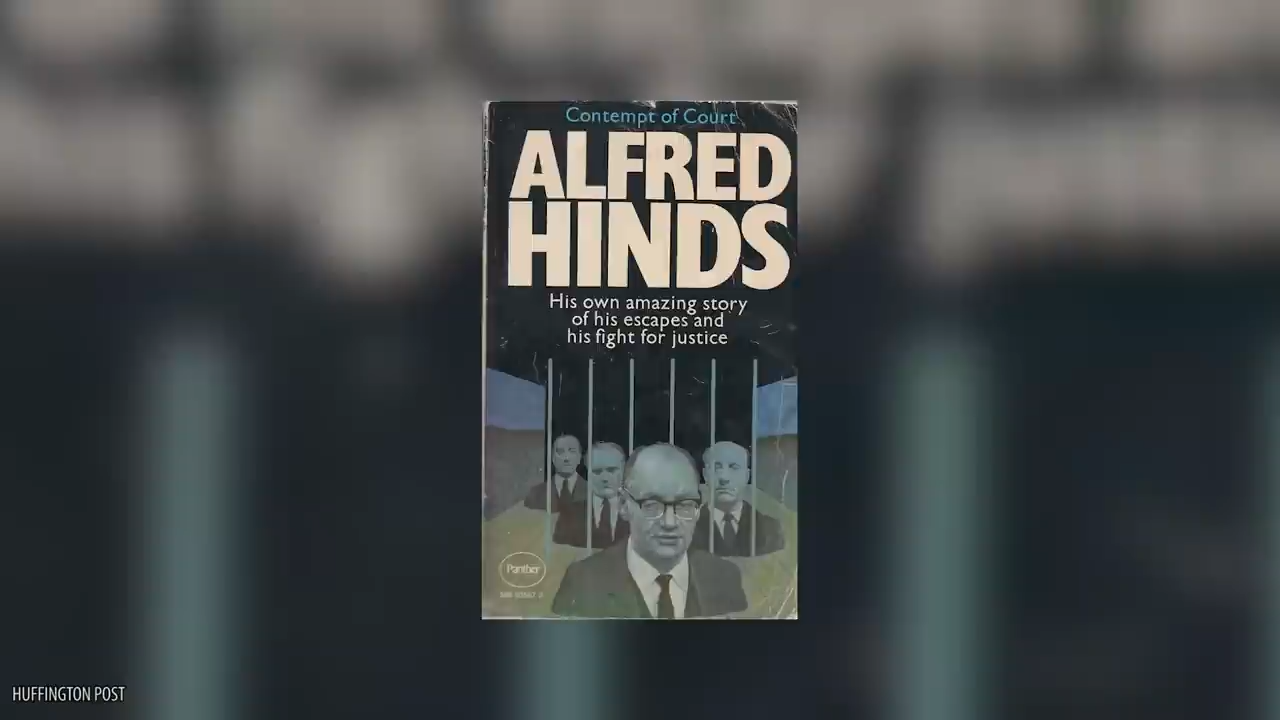 Contempt of Court
ALFRED
HINDS
His own amazing story
of his escapes and
his fight for justice
Panther
HUFFINGTON POST